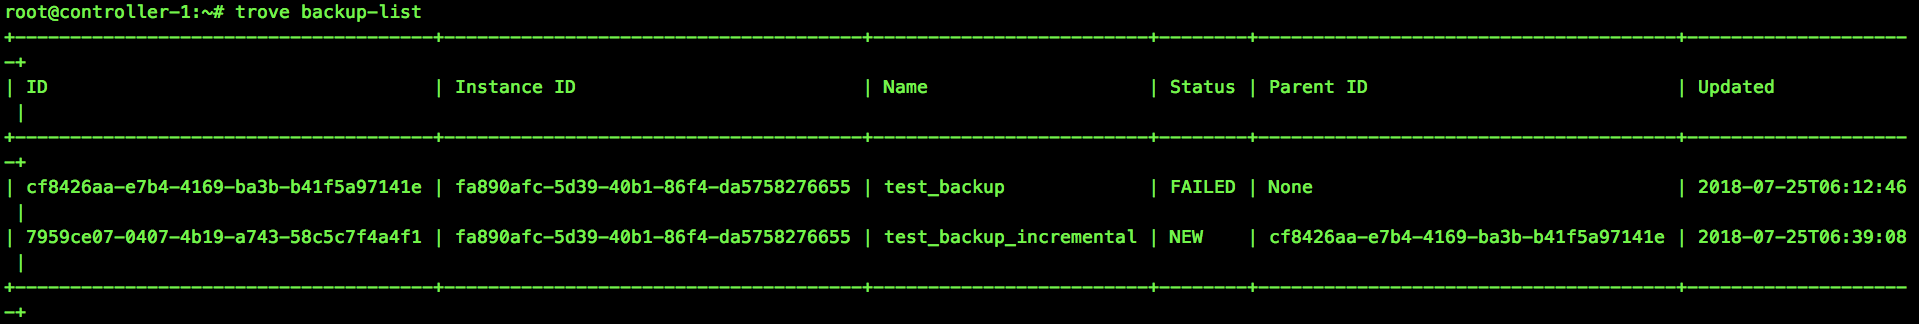 root@controller-1:~# trove backup-list
+--------------------------------------+--------------------------------------+-------------------------+--------+--------------------------------------+--------------------
-+
| ID                                   | Instance ID                          | Name                    | Status | Parent ID                            | Updated
 |
+--------------------------------------+--------------------------------------+-------------------------+--------+--------------------------------------+--------------------
-+
| cf8426aa-e7b4-4169-ba3b-b41f5a97141e | fa890afc-5d39-40b1-86f4-da5758276655 | test_backup             | FAILED | None                                 | 2018-07-25T06:12:46
 |
| 7959ce07-0407-4b19-a743-58c5c7f4a4f1 | fa890afc-5d39-40b1-86f4-da5758276655 | test_backup_incremental | NEW    | cf8426aa-e7b4-4169-ba3b-b41f5a97141e | 2018-07-25T06:39:08
 |
+--------------------------------------+--------------------------------------+-------------------------+--------+--------------------------------------+--------------------
-+